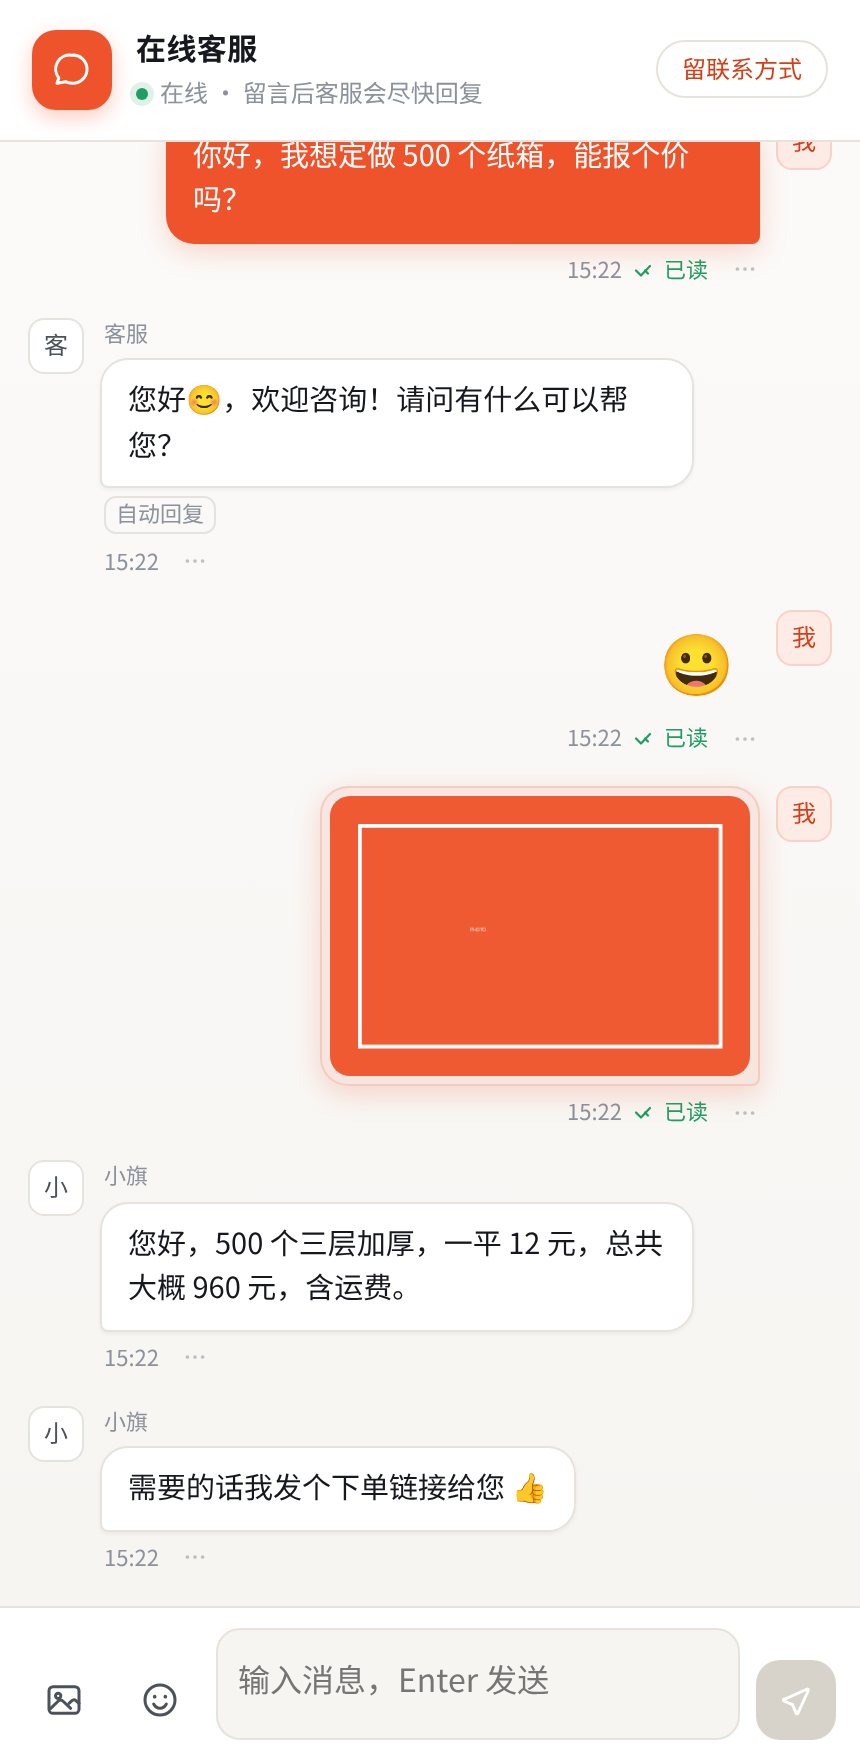 在线客服
在线 · 留言后客服会尽快回复
留联系方式
你好，我想定做 500 个纸箱，能报个价
吗？
我
15:22 已读 ···
客
客服
您好😊，欢迎咨询！请问有什么可以帮
您？
自动回复
15:22 ···
😀
我
15:22 已读 ···
我
15:22 已读 ···
小
小旗
您好，500 个三层加厚，一平 12 元，总共
大概 960 元，含运费。
15:22 ···
小
小旗
需要的话我发个下单链接给您 👍
15:22 ···
输入消息，Enter 发送